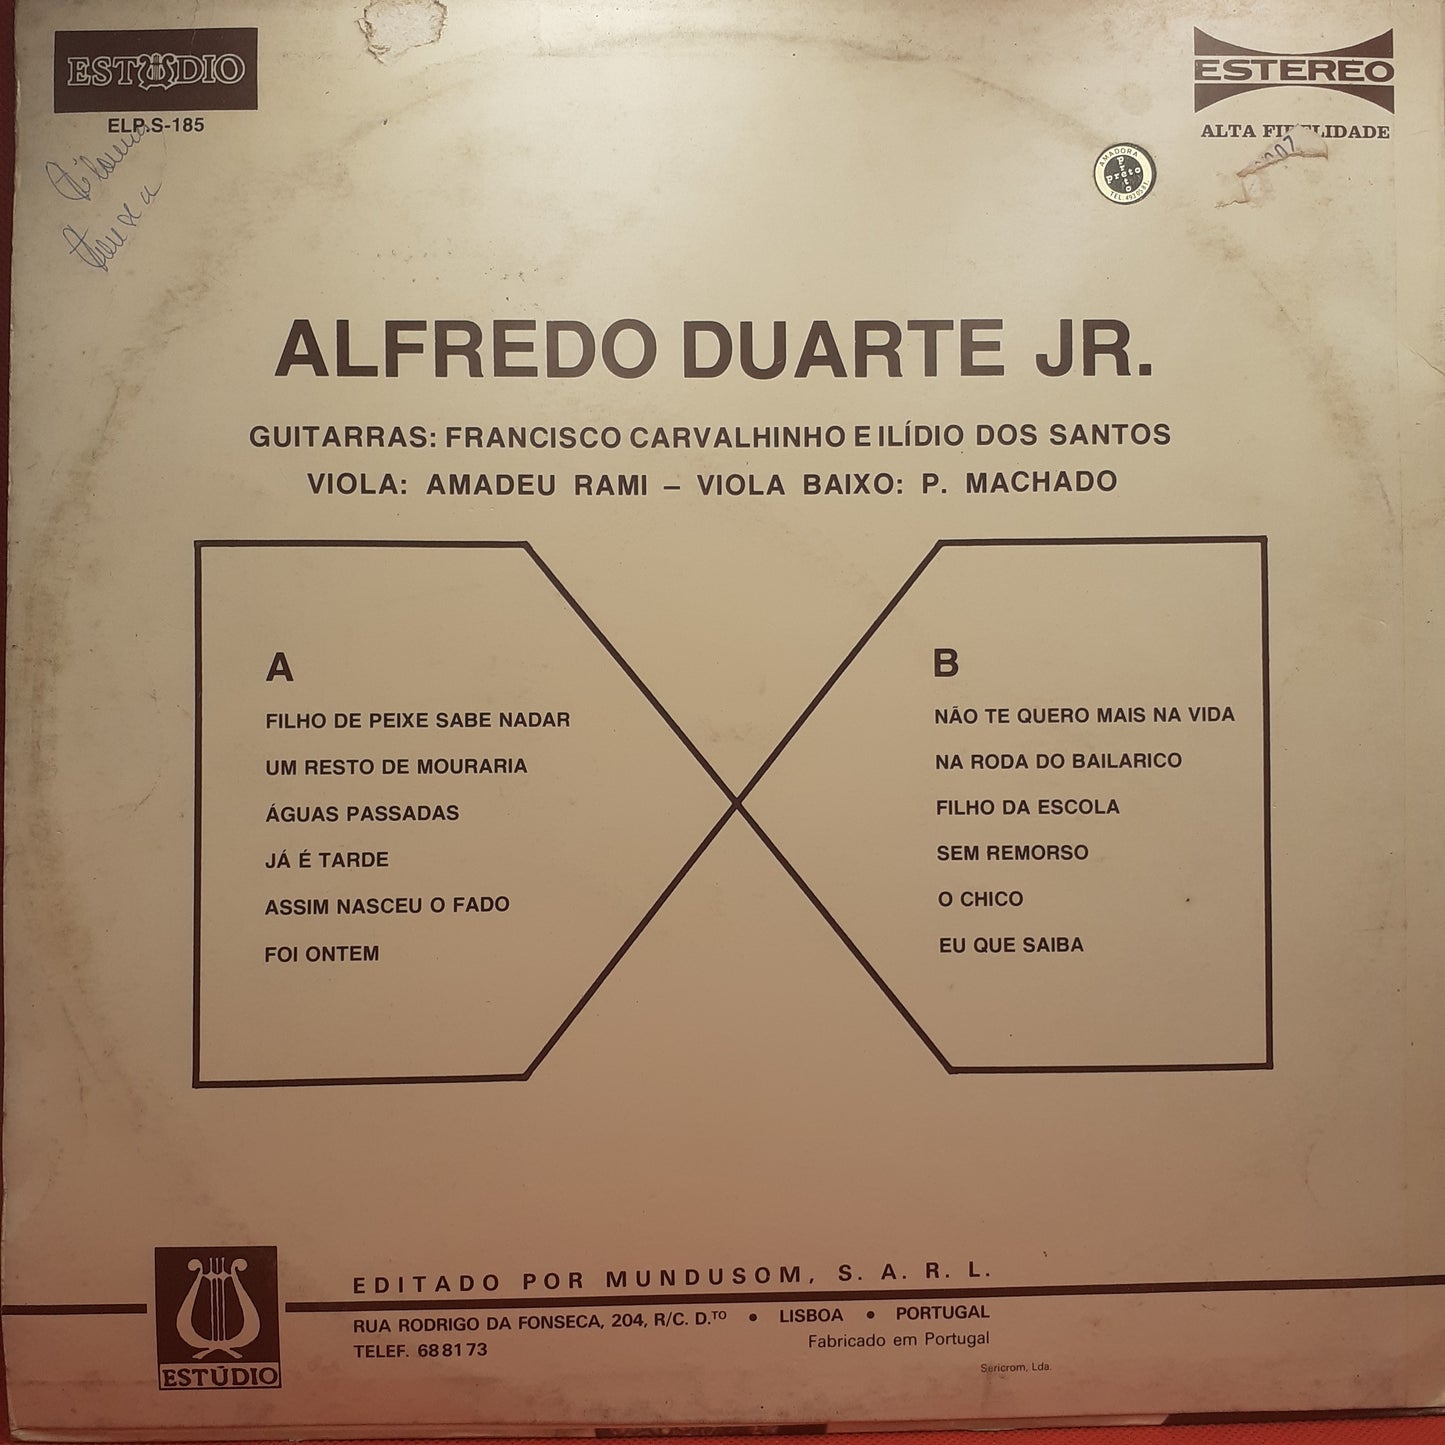 ESTÚDIO
ELP.S-185
ESTEREO
ALTA FIDELIDADE
AMADORA
preto
preto
ALFREDO DUARTE JR.
GUITARRAS: FRANCISCO CARVALHINHO E ILÍDIO DOS SANTOS
VIOLA: AMADEU RAMI – VIOLA BAIXO: P. MACHADO
A
FILHO DE PEIXE SABE NADAR
UM RESTO DE MOURARIA
ÁGUAS PASSADAS
JÁ É TARDE
ASSIM NASCEU O FADO
FOI ONTEM
B
NÃO TE QUERO MAIS NA VIDA
NA RODA DO BAILARICO
FILHO DA ESCOLA
SEM REMORSO
O CHICO
EU QUE SAIBA
EDITADO POR MUNDUSOM, S. A. R. L.
RUA RODRIGO DA FONSECA, 204, R/C. D.TO • LISBOA • PORTUGAL
TELEF. 688173
Fabricado em Portugal
Sericrom, Lda.
ESTÚDIO